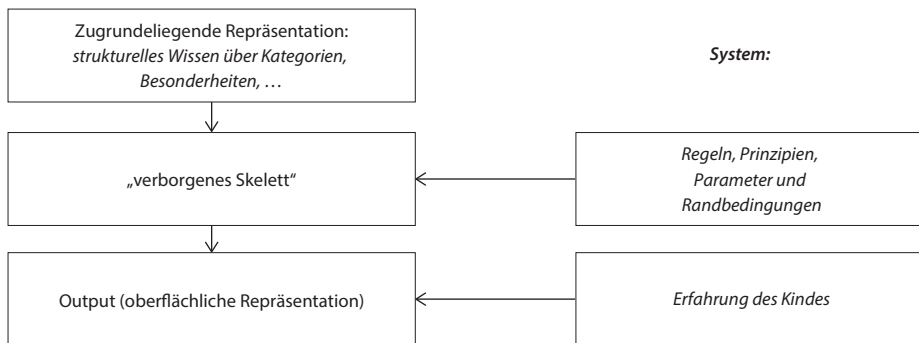 Zugrundeliegende Repräsentation:
strukturelles Wissen über Kategorien,
Besonderheiten, …
System:
„verborgenes Skelett“
Regeln, Prinzipien,
Parameter und
Randbedingungen
Output (oberflächliche Repräsentation)
Erfahrung des Kindes